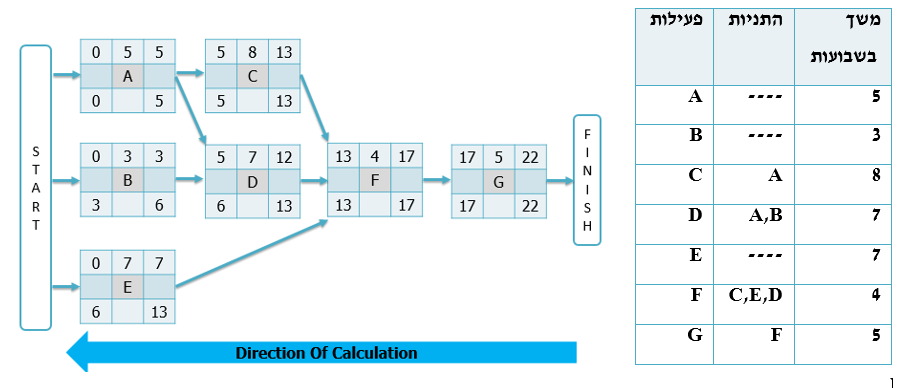 START
0 5 5
A
0 5
5 8 13
C
5 13
0 3 3
B
3 6
5 7 12
D
6 13
13 4 17
F
13 17
17 5 22
G
17 22
0 7 7
E
6 13
FINISH
Direction Of Calculation
פעילות התניות משך בשבועות
A ---- 5
B ---- 3
C A 8
D A,B 7
E ---- 7
F C,E,D 4
G F 5